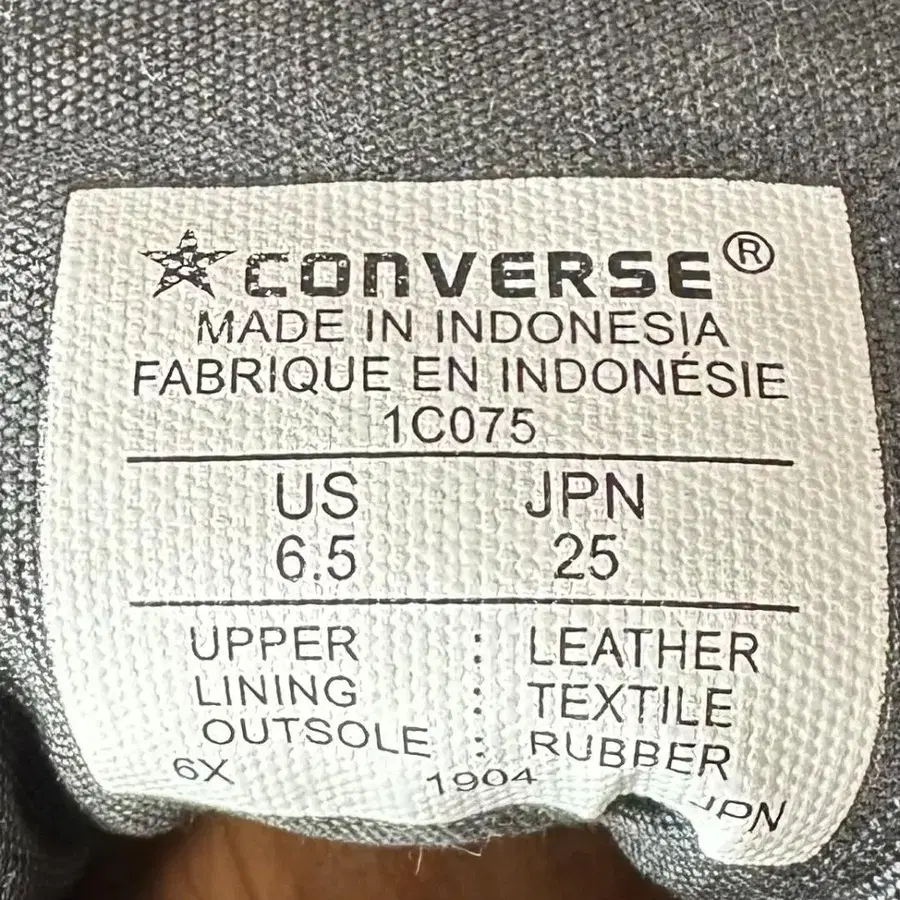 CONVERSE®
MADE IN INDONESIA
FABRIQUE EN INDONÉSIE
1C075
US JPN
6.5 25
UPPER : LEATHER
LINING : TEXTILE
OUTSOLE : RUBBER
6X 1904 JPN